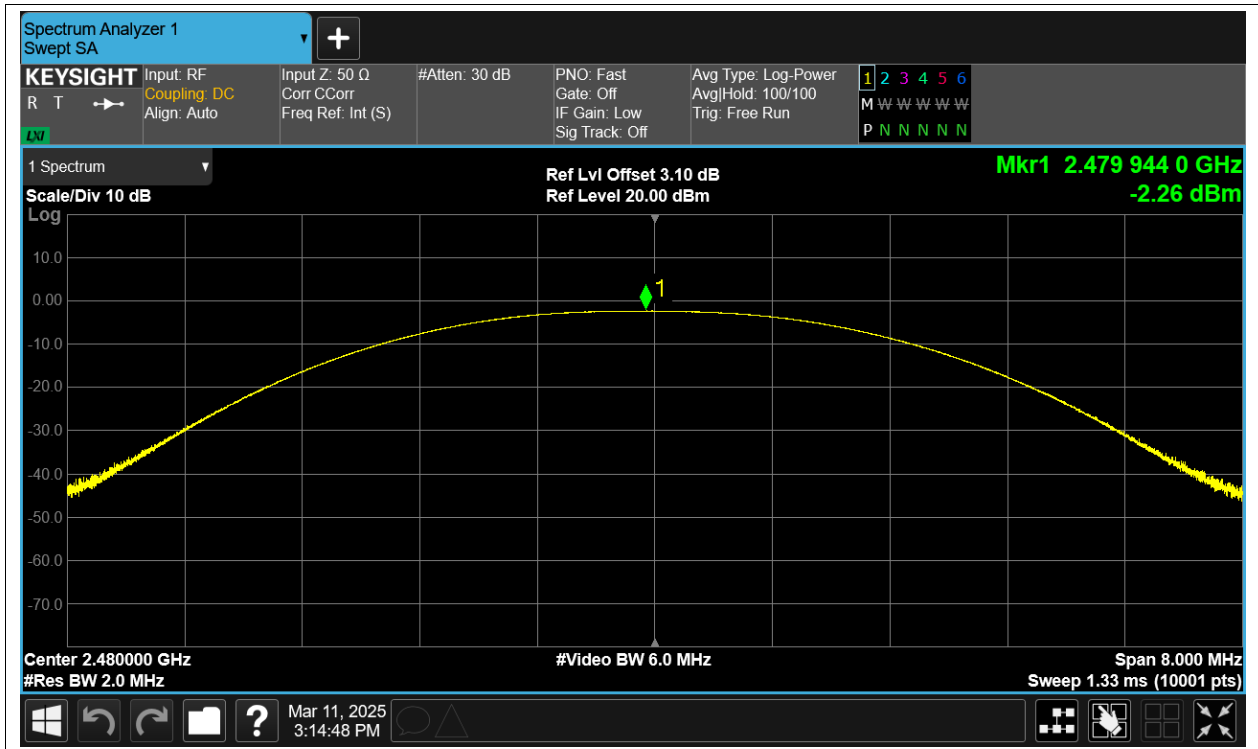 Spectrum Analyzer 1
Swept SA
KEYSIGHT
R T
LXI
Input: RF
Coupling: DC
Align: Auto
Input Z: 50 Ω
Corr CCorr
Freq Ref: Int (S)
#Atten: 30 dB
PNO: Fast
Gate: Off
IF Gain: Low
Sig Track: Off
Avg Type: Log-Power
Avg|Hold: 100/100
Trig: Free Run
1 2 3 4 5 6
M W W W W W
P N N N N N
1 Spectrum
Scale/Div 10 dB
Log
Ref Lvl Offset 3.10 dB
Ref Level 20.00 dBm
Mkr1 2.479 944 0 GHz
-2.26 dBm
10.0
0.00
-10.0
-20.0
-30.0
-40.0
-50.0
-60.0
-70.0
1
Center 2.480000 GHz
#Res BW 2.0 MHz
#Video BW 6.0 MHz
Span 8.000 MHz
Sweep 1.33 ms (10001 pts)
?
Mar 11, 2025
3:14:48 PM